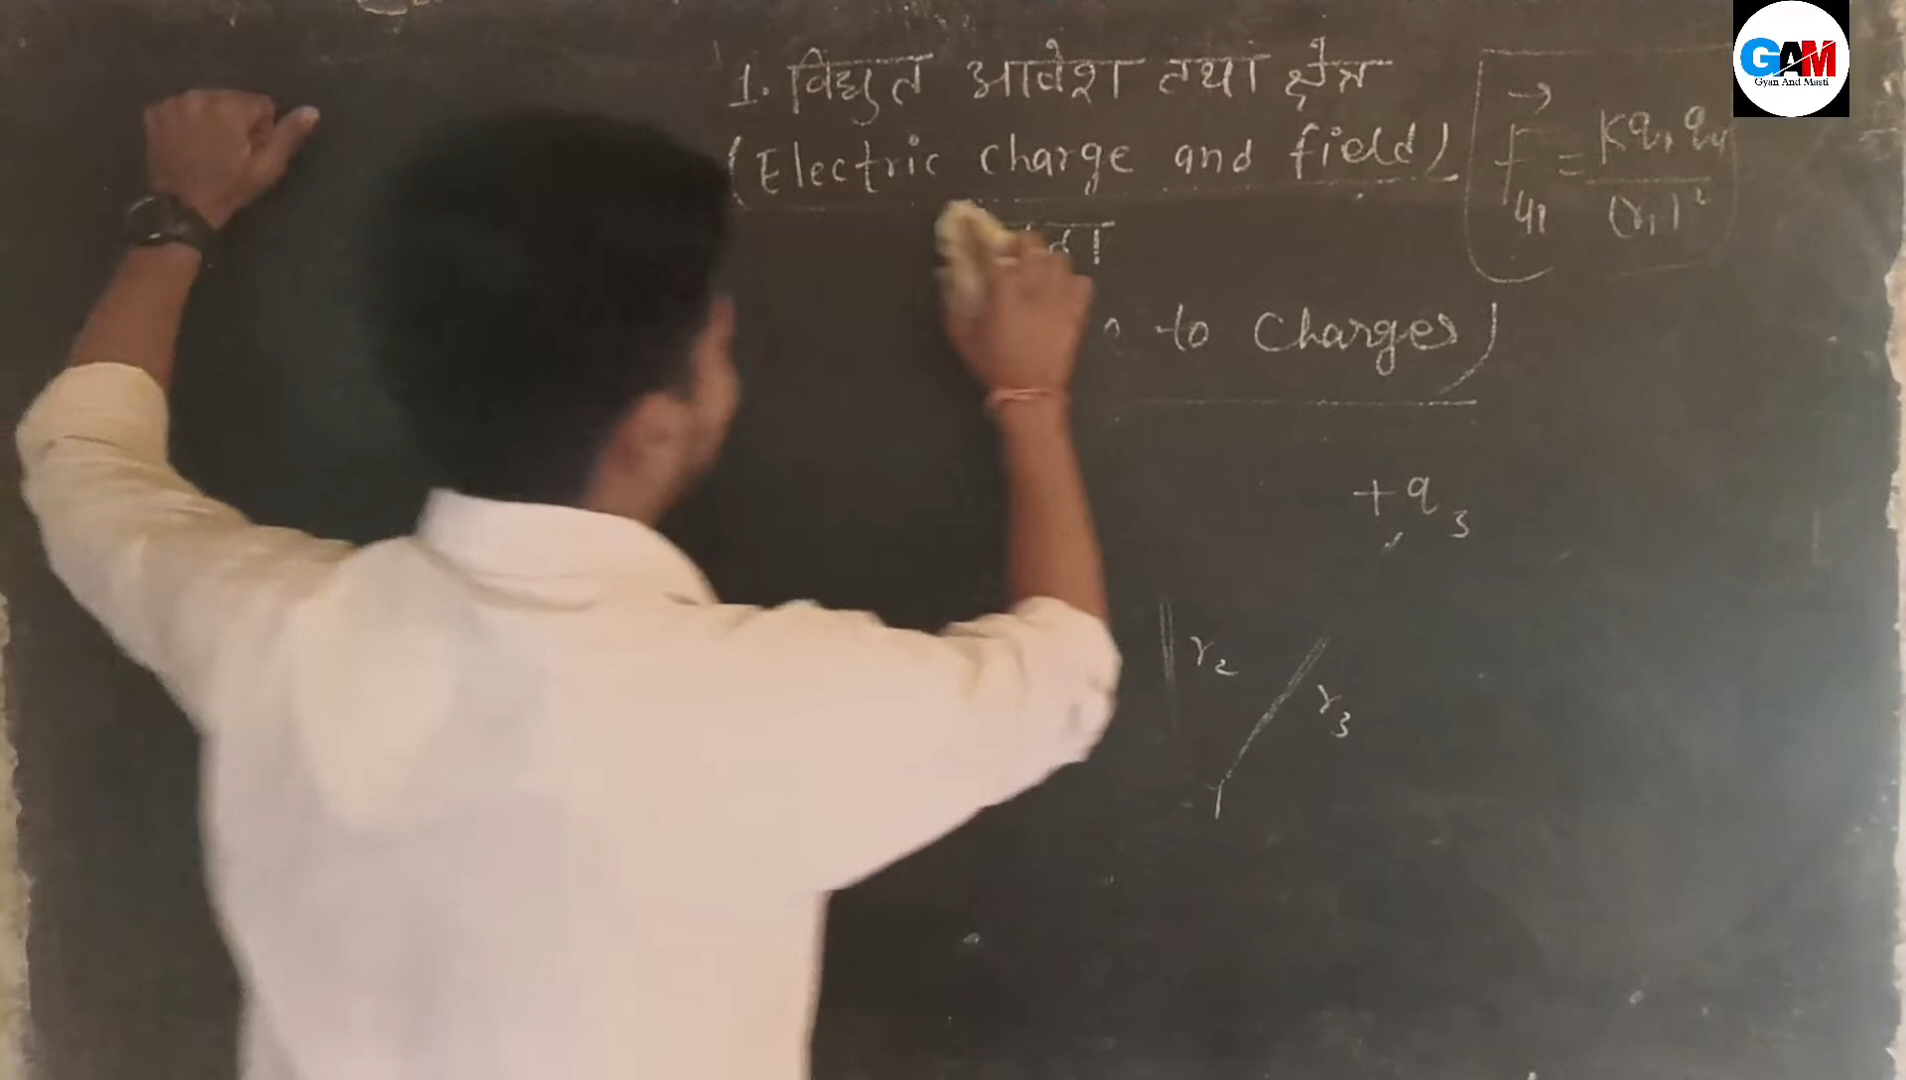 1. विद्युत आवेश तथा क्षेत्र
(Electric charge and field)
to Charges)
+q₃
r₂
r₃
F⃗₄₁ = Kq₁q₄ / (r₁)²
GAM
Gyan And Masti